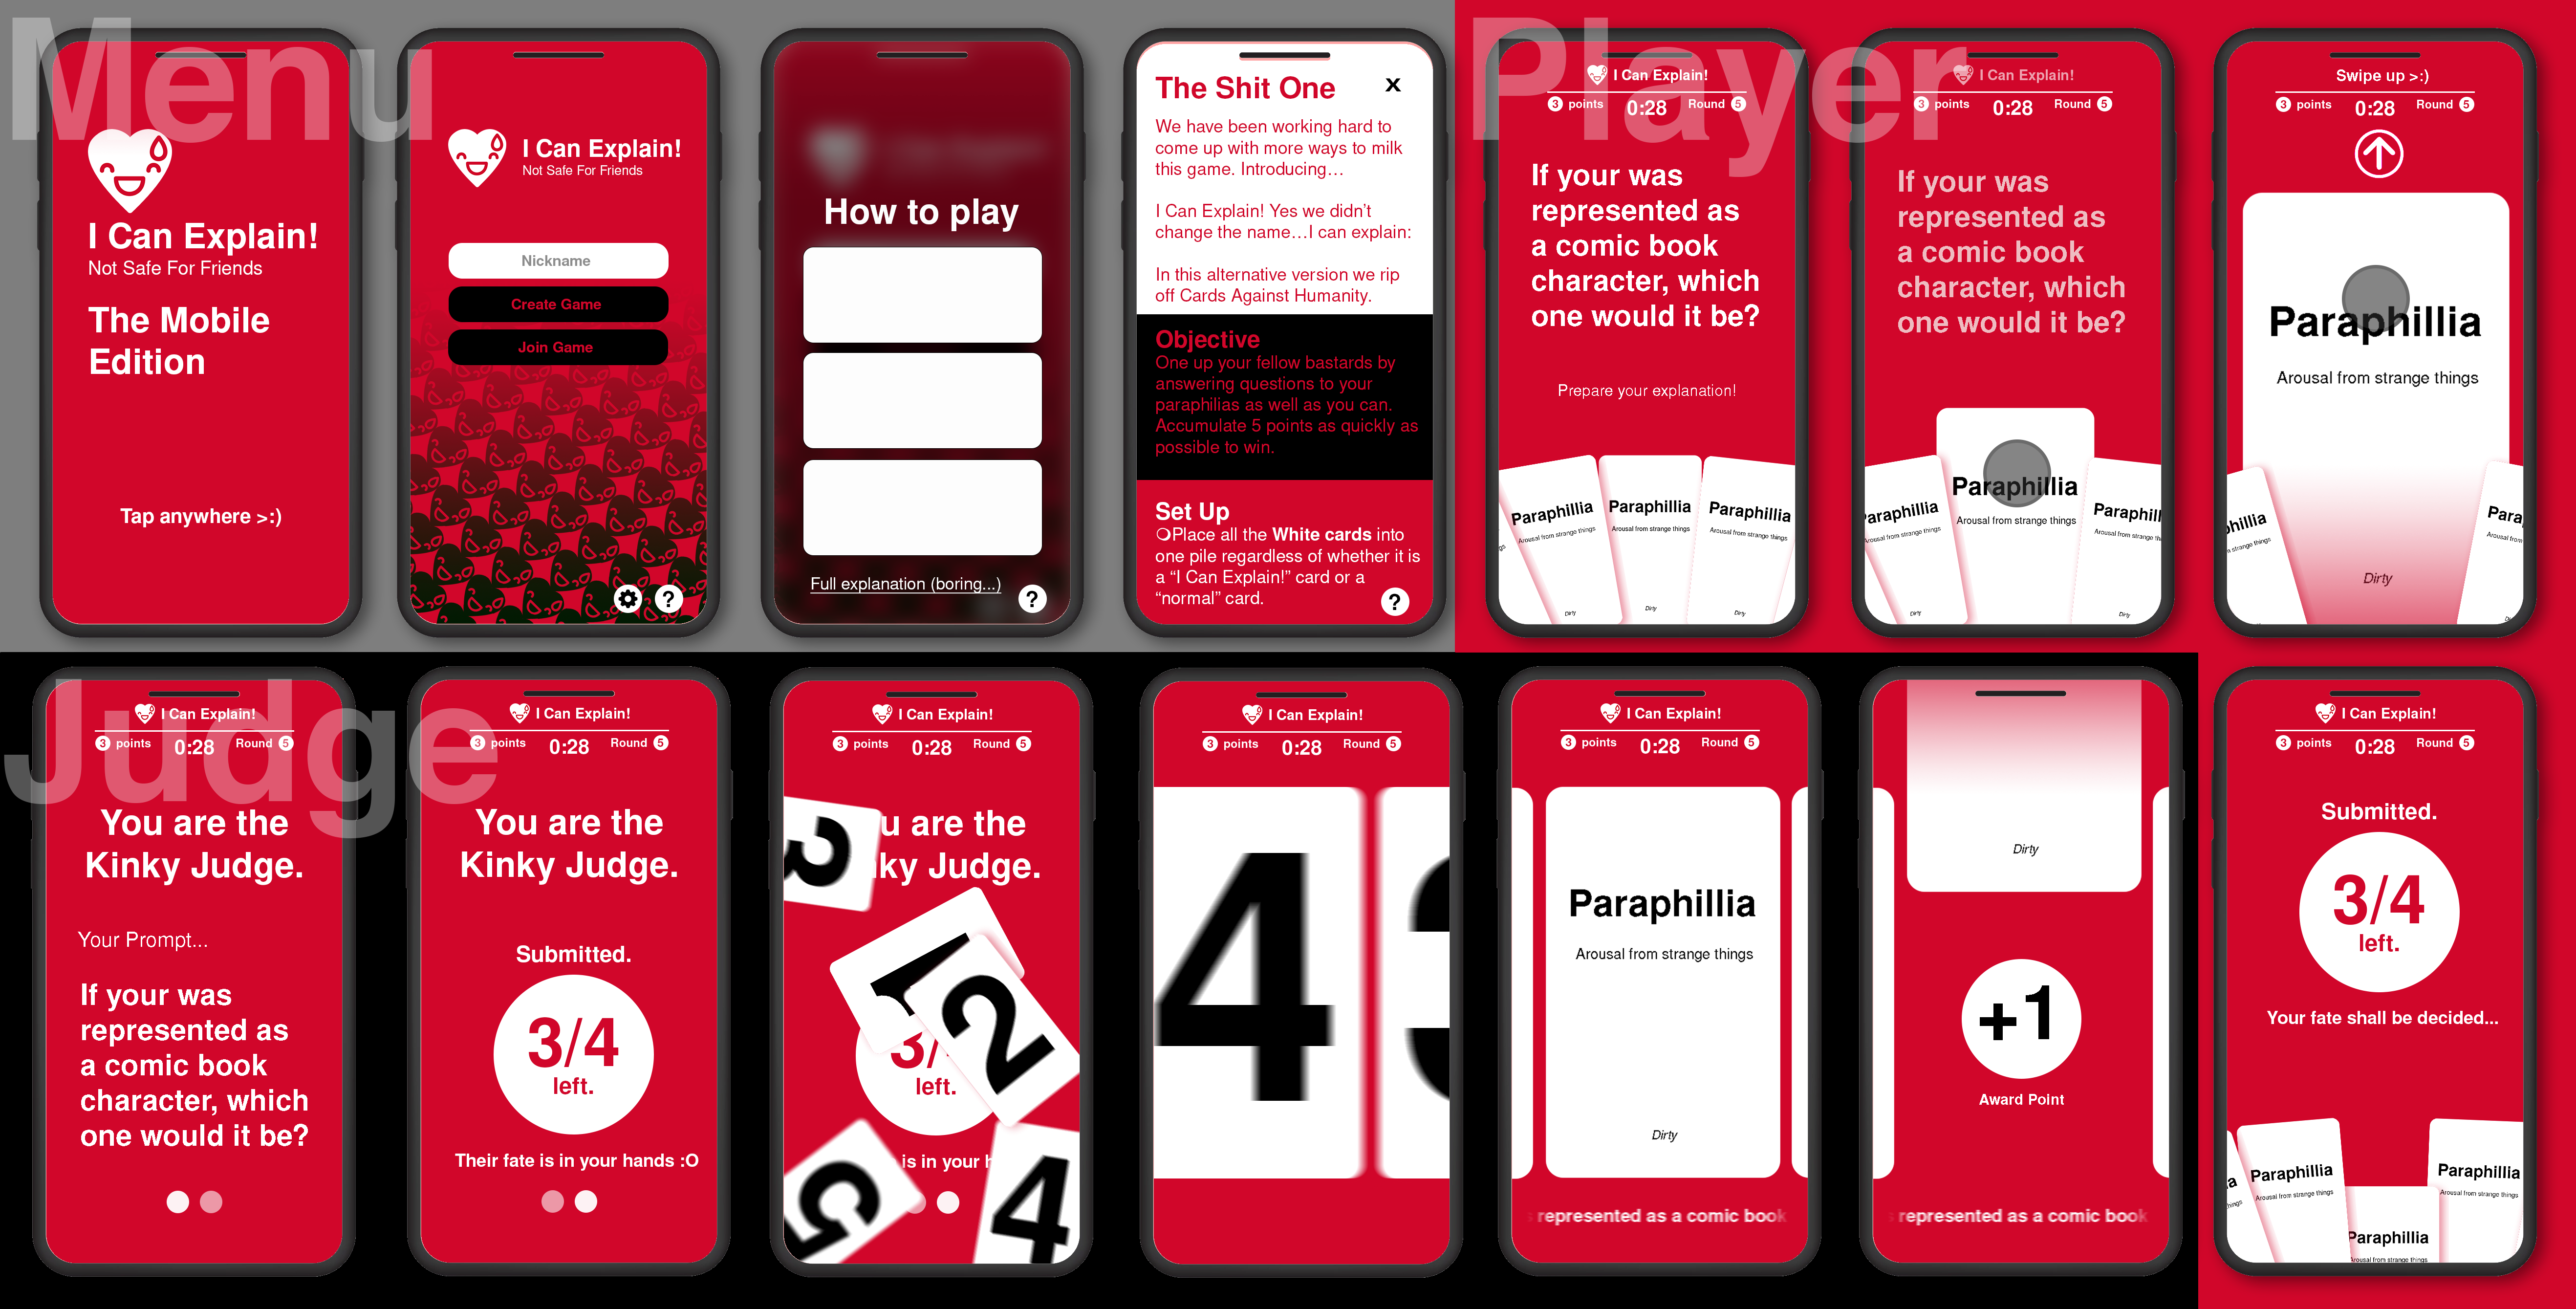 Menu
I Can Explain!
Not Safe For Friends
The Mobile
Edition
Tap anywhere >:)
I Can Explain!
Not Safe For Friends
Nickname
Create Game
Join Game
?
How to play
Full explanation (boring...)
?
The Shit One
x
We have been working hard to
come up with more ways to milk
this game. Introducing…
I Can Explain! Yes we didn’t
change the name…I can explain:
In this alternative version we rip
off Cards Against Humanity.
Objective
One up your fellow bastards by
answering questions to your
paraphilias as well as you can.
Accumulate 5 points as quickly as
possible to win.
Set Up
❍Place all the White cards into
one pile regardless of whether it is
a “I Can Explain!” card or a
“normal” card.
?
Player
I Can Explain!
3 points 0:28 Round 5
If your was
represented as
a comic book
character, which
one would it be?
Prepare your explanation!
gs
Paraphillia
Arousal from strange things
Dirty
Paraphillia
Arousal from strange things
Dirty
Paraphillia
Arousal from strange things
Dirty
I Can Explain!
3 points 0:28 Round 5
If your was
represented as
a comic book
character, which
one would it be?
Paraphillia
Arousal from strange things
Dirty
Paraphillia
Arousal from strange things
Paraphill
Arousal from strange th
Dirty
Swipe up >:)
3 points 0:28 Round 5
Paraphillia
Arousal from strange things
Dirty
phillia
strange things
Para
Arousal from
Judge
I Can Explain!
3 points 0:28 Round 5
You are the
Kinky Judge.
Your Prompt...
If your was
represented as
a comic book
character, which
one would it be?
I Can Explain!
3 points 0:28 Round 5
You are the
Kinky Judge.
Submitted.
3/4
left.
Their fate is in your hands :O
I Can Explain!
3 points 0:28 Round 5
u are the
ky Judge.
3
1
2
3/
left.
is in your h
5
4
I Can Explain!
3 points 0:28 Round 5
4
3
I Can Explain!
3 points 0:28 Round 5
Paraphillia
Arousal from strange things
Dirty
represented as a comic book
Dirty
+1
Award Point
represented as a comic book
I Can Explain!
3 points 0:28 Round 5
Submitted.
3/4
left.
Your fate shall be decided...
a
things
Paraphillia
Arousal from strange things
Paraphillia
Arousal from strange things
Paraphillia
Arousal from strange things